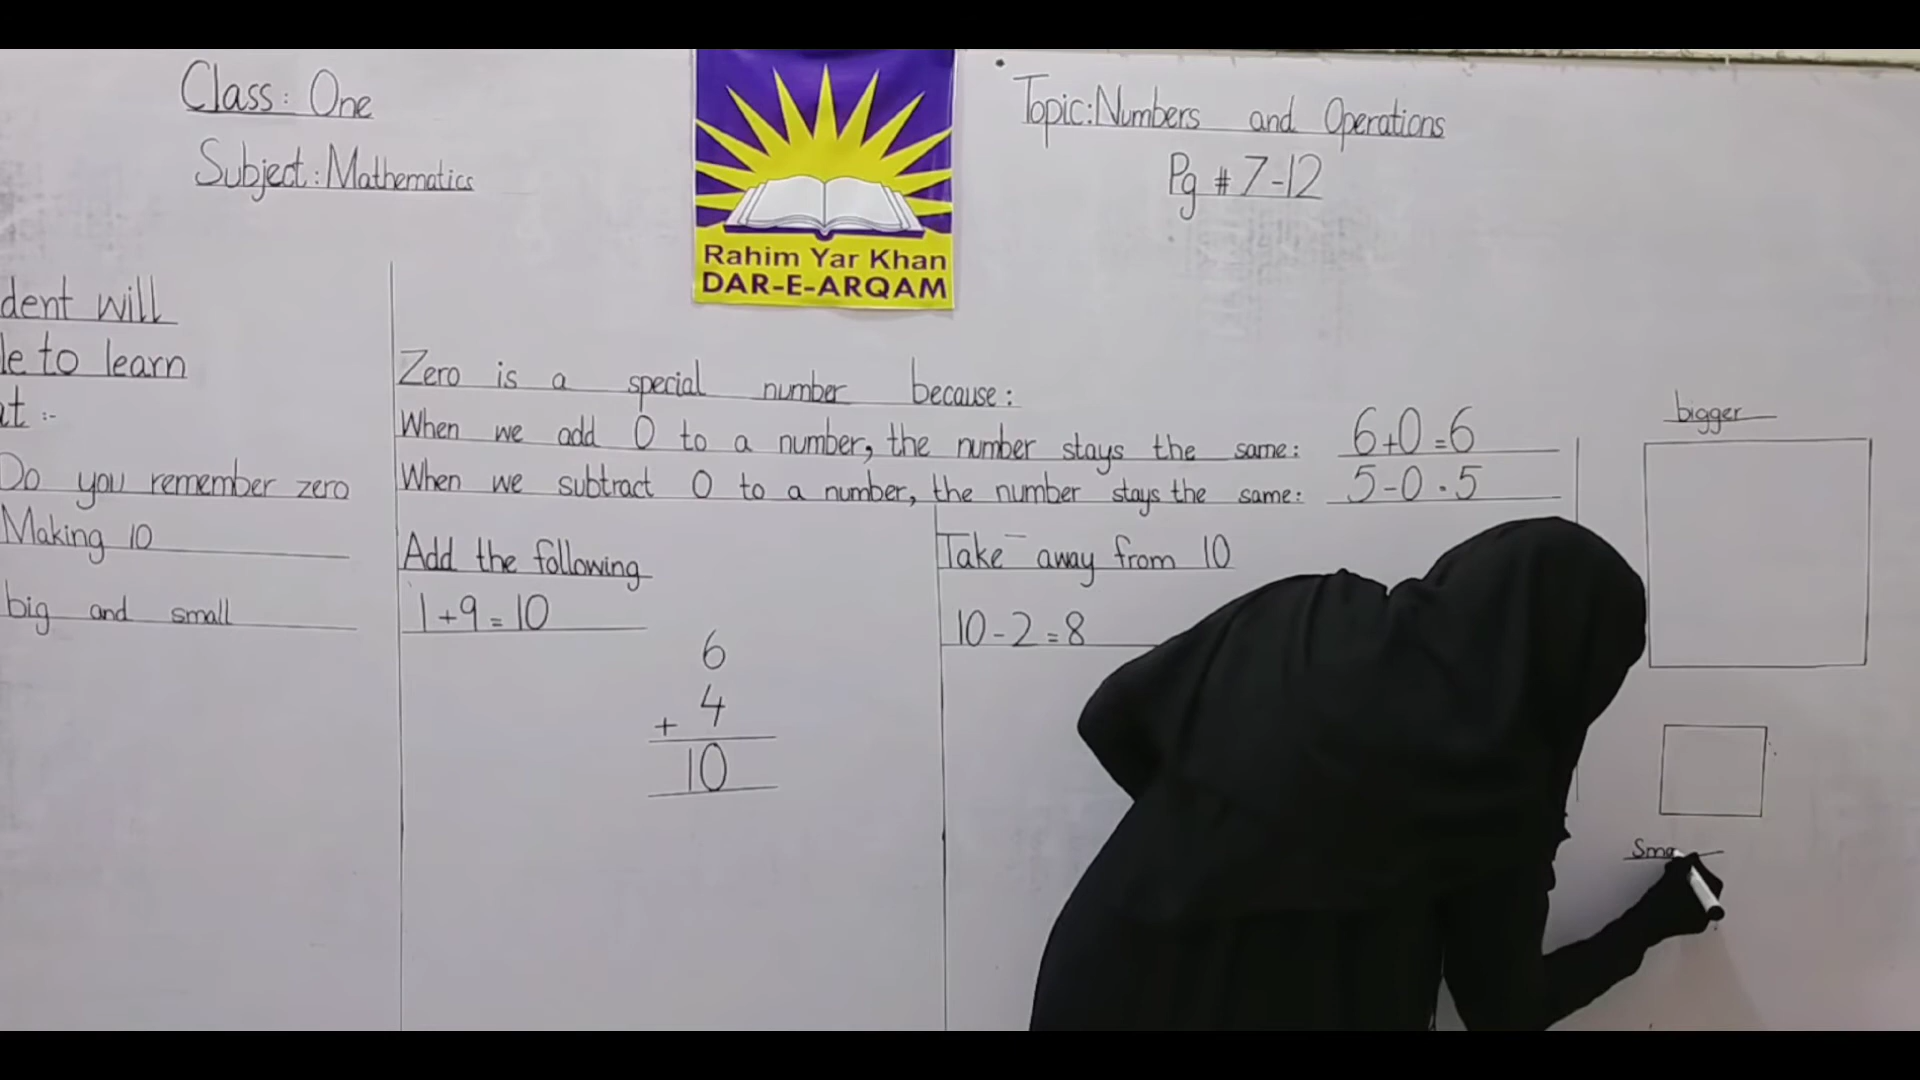 Class: One
Subject: Mathematics
Rahim Yar Khan
DAR-E-ARQAM
Topic: Numbers and Operations
Pg # 7-12
dent will
le to learn
at :-
Do you remember zero
Making 10
big and small
Zero is a special number because:
When we add 0 to a number, the number stays the same: 6+0=6
When we subtract 0 to a number, the number stays the same: 5-0=5
Add the following
1+9=10
6
+ 4
10
Take away from 10
10-2=8
bigger
Sma